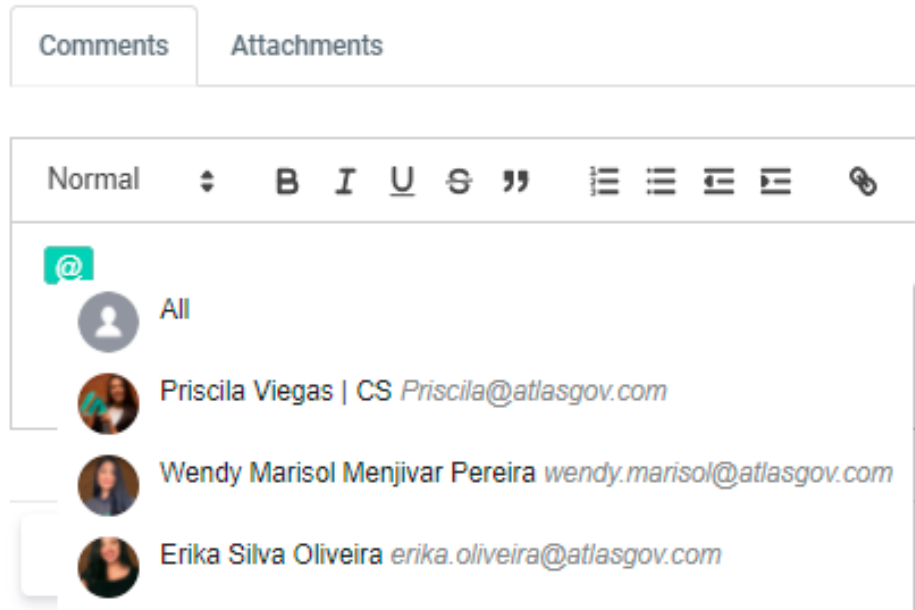 Comments Attachments
Normal B I U S
@
All
Priscila Viegas | CS Priscila@atlasgov.com
Wendy Marisol Menjivar Pereira wendy.marisol@atlasgov.com
Erika Silva Oliveira erika.oliveira@atlasgov.com